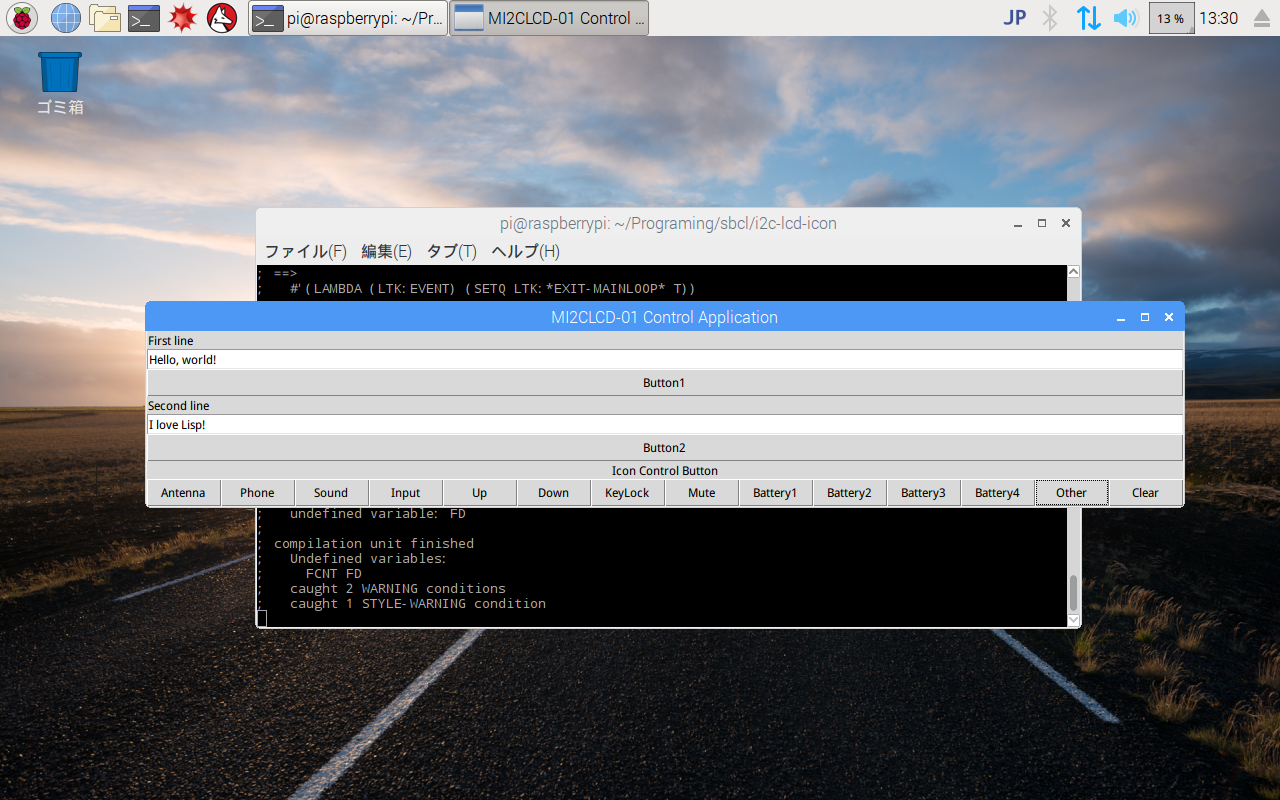 pi@raspberrypi: ~/Pr...
MI2CLCD-01 Control ...
JP
13 %
13:30
ゴミ箱
pi@raspberrypi: ~/Programing/sbcl/i2c-lcd-icon
ファイル(F) 編集(E) タブ(T) ヘルプ(H)
; ==>
; #'(LAMBDA (LTK:EVENT) (SETQ LTK:*EXIT-MAINLOOP* T))
MI2CLCD-01 Control Application
First line
Hello, world!
Button1
Second line
I love Lisp!
Button2
Icon Control Button
Antenna Phone Sound Input Up Down KeyLock Mute Battery1 Battery2 Battery3 Battery4 Other Clear
; undefined variable: FD
;
; compilation unit finished
; Undefined variables:
; FCNT FD
; caught 2 WARNING conditions
; caught 1 STYLE-WARNING condition